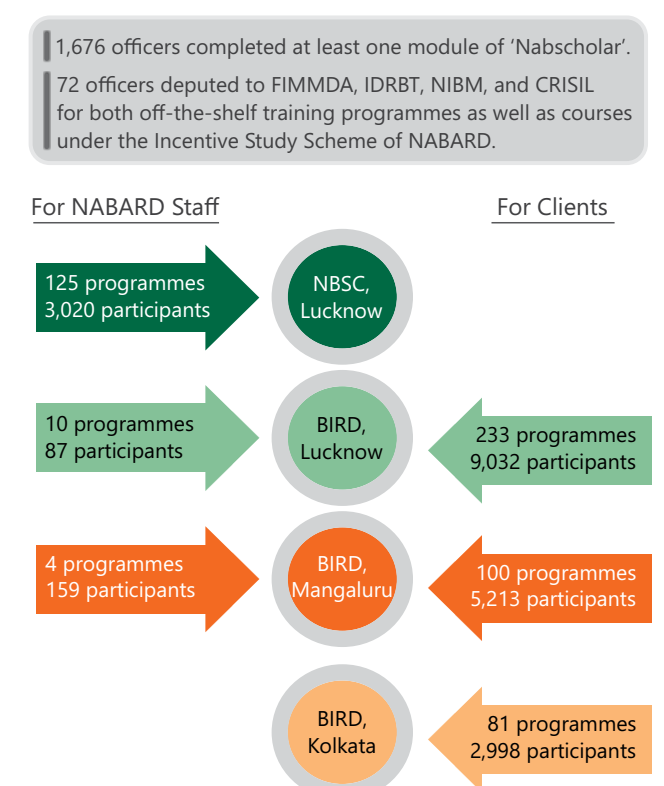 1,676 officers completed at least one module of ‘Nabscholar’.
72 officers deputed to FIMMDA, IDRBT, NIBM, and CRISIL
for both off-the-shelf training programmes as well as courses
under the Incentive Study Scheme of NABARD.
For NABARD Staff
For Clients
125 programmes
3,020 participants
NBSC,
Lucknow
10 programmes
87 participants
BIRD,
Lucknow
233 programmes
9,032 participants
4 programmes
159 participants
BIRD,
Mangaluru
100 programmes
5,213 participants
BIRD,
Kolkata
81 programmes
2,998 participants